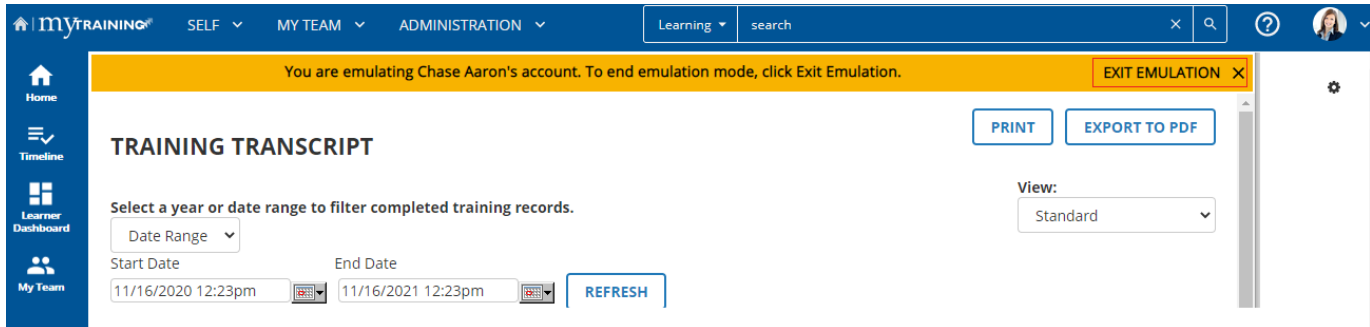 myTRAINING SELF MY TEAM ADMINISTRATION Learning search
You are emulating Chase Aaron's account. To end emulation mode, click Exit Emulation. EXIT EMULATION ×
Home
Timeline
Learner
Dashboard
My Team
PRINT EXPORT TO PDF
TRAINING TRANSCRIPT
View:
Standard
Select a year or date range to filter completed training records.
Date Range
Start Date End Date
11/16/2020 12:23pm 11/16/2021 12:23pm REFRESH